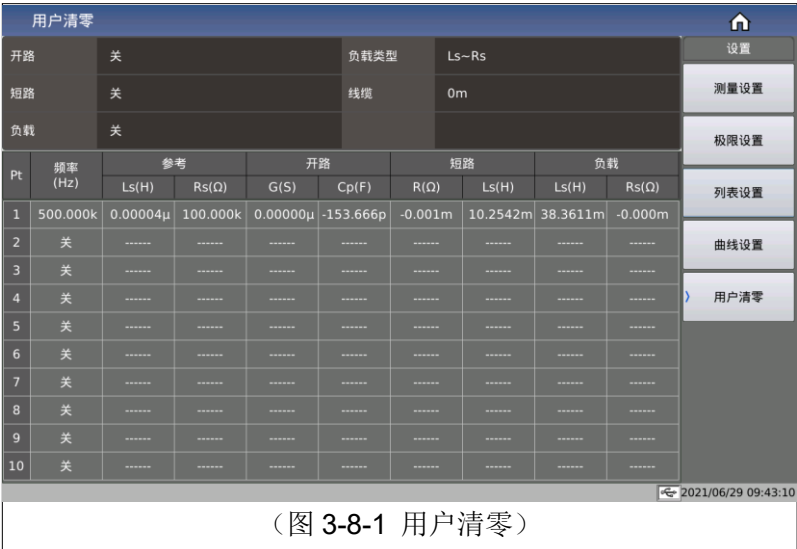 用户清零
开路 关 负载类型 Ls~Rs
短路 关 线缆 0m
负载 关
Pt 频率(Hz) 参考 开路 短路 负载
Ls(H) Rs(Ω) G(S) Cp(F) R(Ω) Ls(H) Ls(H) Rs(Ω)
1 500.000k 0.00004μ 100.000k 0.00000μ -153.666p -0.001m 10.2542m 38.3611m -0.000m
2 关 ------ ------ ------ ------ ------ ------ ------ ------
3 关 ------ ------ ------ ------ ------ ------ ------ ------
4 关 ------ ------ ------ ------ ------ ------ ------ ------
5 关 ------ ------ ------ ------ ------ ------ ------ ------
6 关 ------ ------ ------ ------ ------ ------ ------ ------
7 关 ------ ------ ------ ------ ------ ------ ------ ------
8 关 ------ ------ ------ ------ ------ ------ ------ ------
9 关 ------ ------ ------ ------ ------ ------ ------ ------
10 关 ------ ------ ------ ------ ------ ------ ------ ------
设置
测量设置
极限设置
列表设置
曲线设置
用户清零
2021/06/29 09:43:10
（图 3-8-1 用户清零）